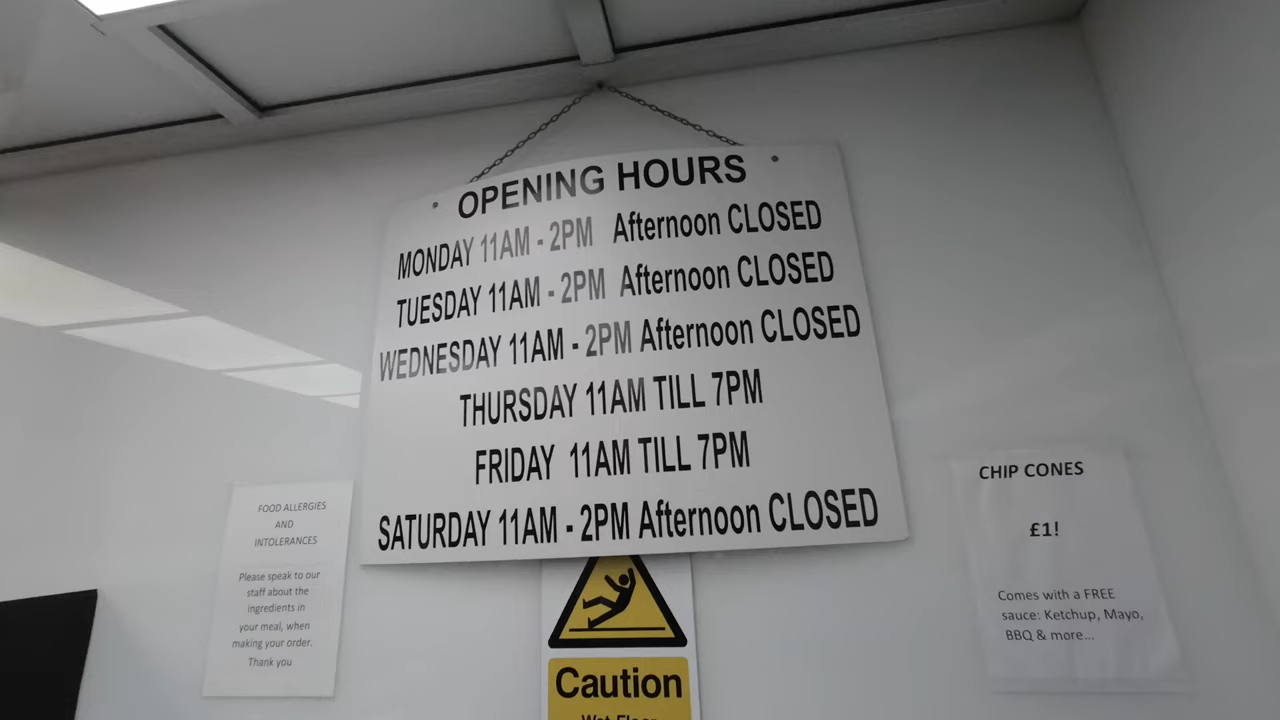 OPENING HOURS
MONDAY 11AM - 2PM Afternoon CLOSED
TUESDAY 11AM - 2PM Afternoon CLOSED
WEDNESDAY 11AM - 2PM Afternoon CLOSED
THURSDAY 11AM TILL 7PM
FRIDAY 11AM TILL 7PM
SATURDAY 11AM - 2PM Afternoon CLOSED
FOOD ALLERGIES
AND
INTOLERANCES
Please speak to our
staff about the
ingredients in
your meal, when
making your order.
Thank you
Caution
Wet Floor
CHIP CONES
£1!
Comes with a FREE
sauce: Ketchup, Mayo,
BBQ & more...